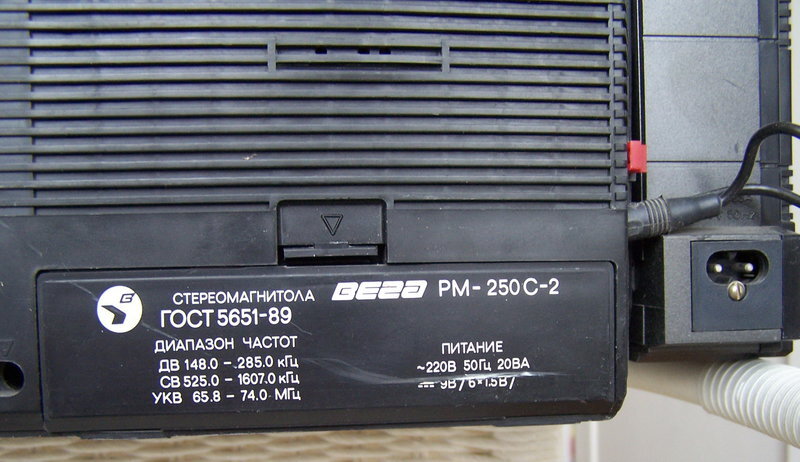 СТЕРЕОМАГНИТОЛА ВЕГА РМ-250С-2
ГОСТ 5651-89
ДИАПАЗОН ЧАСТОТ
ДВ 148.0 - 285.0 кГц
СВ 525.0 - 1607.0 кГц
УКВ 65.8 - 74.0 МГц
ПИТАНИЕ
~220В 50Гц 20ВА
9В/6×1.5В/